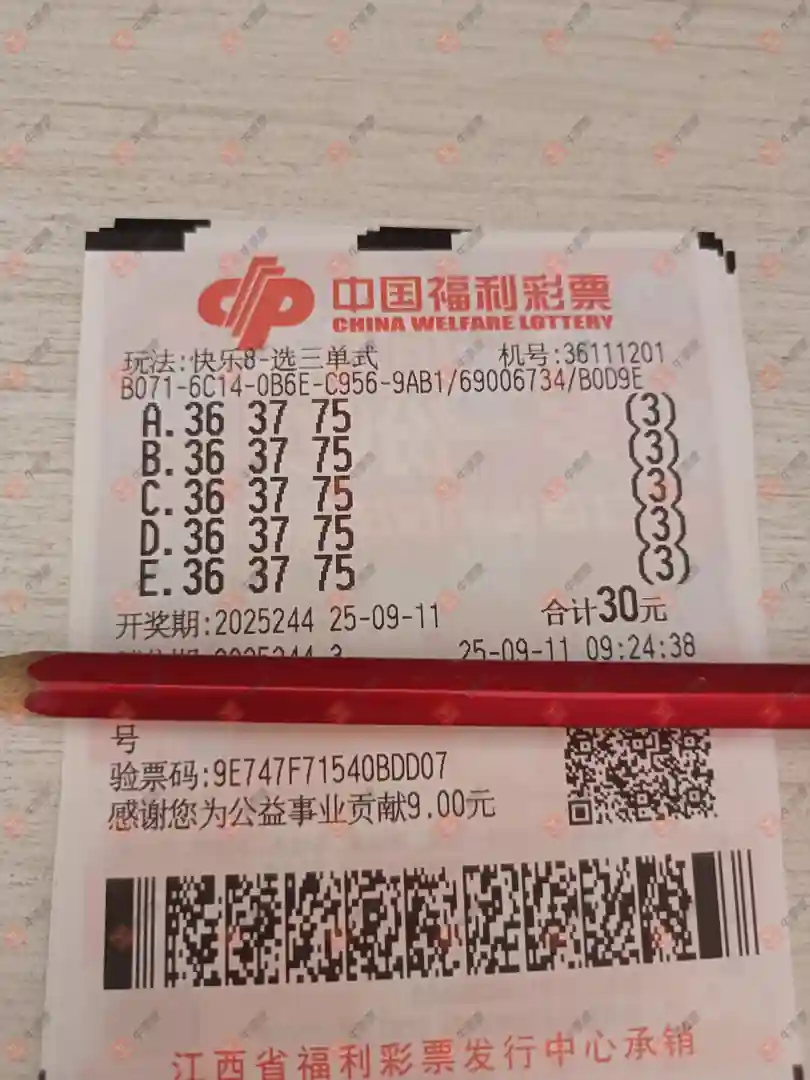 中国福利彩票
CHINA WELFARE LOTTERY
玩法:快乐8-选三单式 机号:36111201
B071-6C14-0B6E-C956-9AB1/69006734/B0D9E
A.36 37 75 (3)
B.36 37 75 (3)
C.36 37 75 (3)
D.36 37 75 (3)
E.36 37 75 (3)
开奖期:2025244 25-09-11 合计30元
25-09-11 09:24:38
号
验票码:9E747F71540BDD07
感谢您为公益事业贡献9.00元
江西省福利彩票发行中心承销